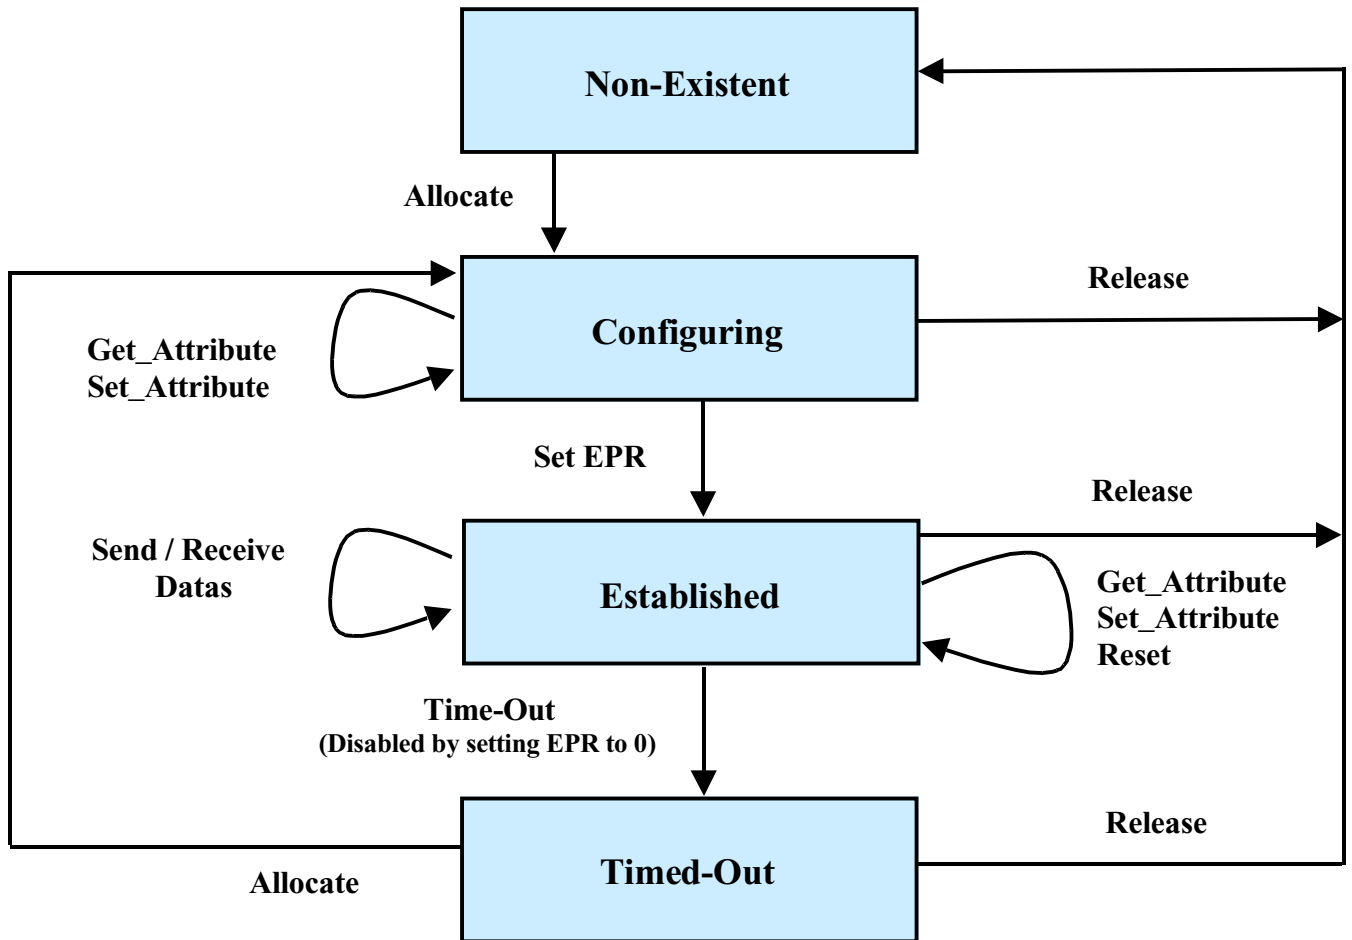 Non-Existent
Allocate
Release
Configuring
Get_Attribute
Set_Attribute
Set EPR
Release
Send / Receive
Datas
Established
Get_Attribute
Set_Attribute
Reset
Time-Out
(Disabled by setting EPR to 0)
Release
Timed-Out
Allocate